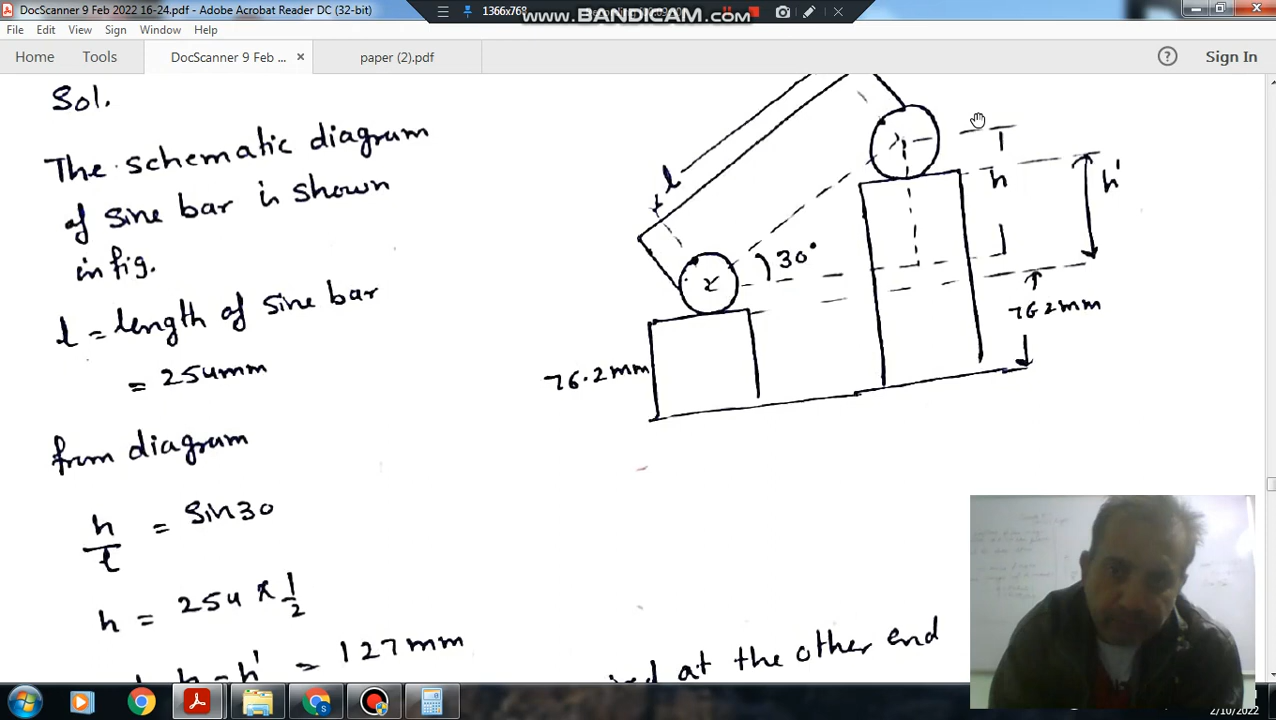 DocScanner 9 Feb 2022 16-24.pdf - Adobe Acrobat Reader DC (32-bit)
1366x768
www.BANDICAM.com
File Edit View Sign Window Help
Home Tools DocScanner 9 Feb ... paper (2).pdf Sign In
Sol.
The schematic diagram
of sine bar is shown
in fig.
l = length of sine bar
= 254mm
from diagram
h/l = Sin30
h = 254 x 1/2
h = h' = 127mm
l
30°
h
h'
76.2mm
76.2mm
at the other end
2/10/2022